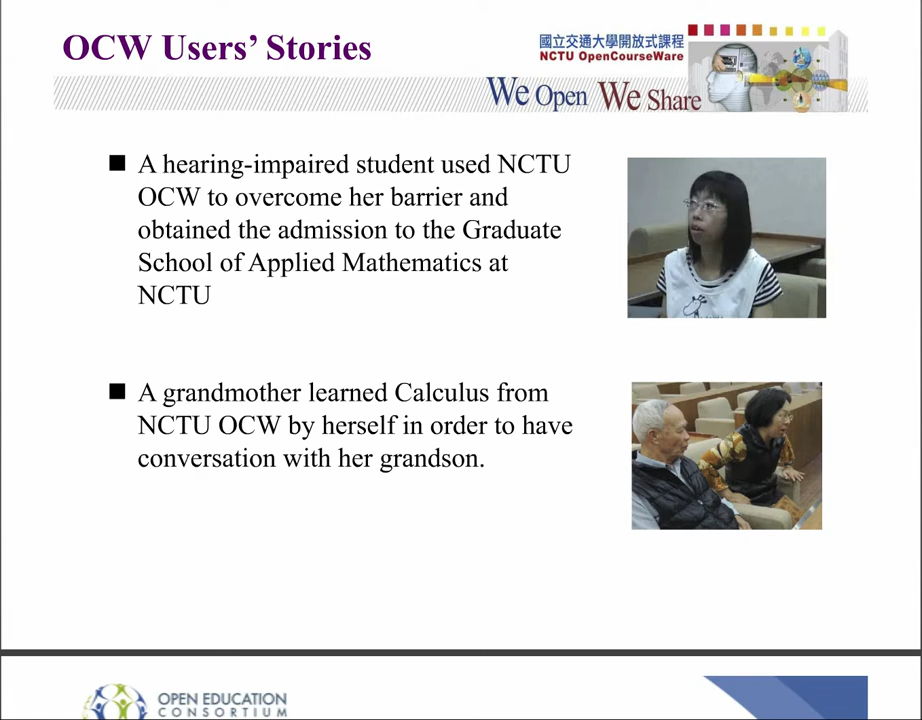 OCW Users’ Stories
國立交通大學開放式課程
NCTU OpenCourseWare
We Open We Share
A hearing-impaired student used NCTU
OCW to overcome her barrier and
obtained the admission to the Graduate
School of Applied Mathematics at
NCTU
A grandmother learned Calculus from
NCTU OCW by herself in order to have
conversation with her grandson.
OPEN EDUCATION
CONSORTIUM